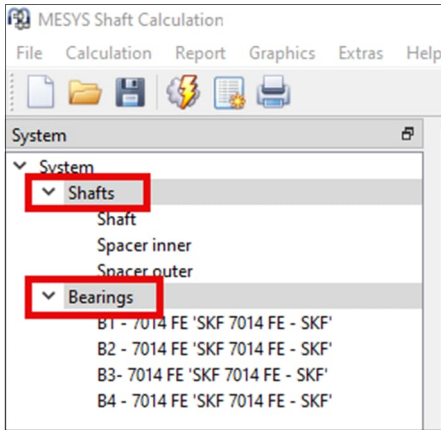 MESYS Shaft Calculation
File Calculation Report Graphics Extras Help
System
System
Shafts
Shaft
Spacer inner
Spacer outer
Bearings
B1 - 7014 FE 'SKF 7014 FE - SKF'
B2 - 7014 FE 'SKF 7014 FE - SKF'
B3- 7014 FE 'SKF 7014 FE - SKF'
B4 - 7014 FE 'SKF 7014 FE - SKF'